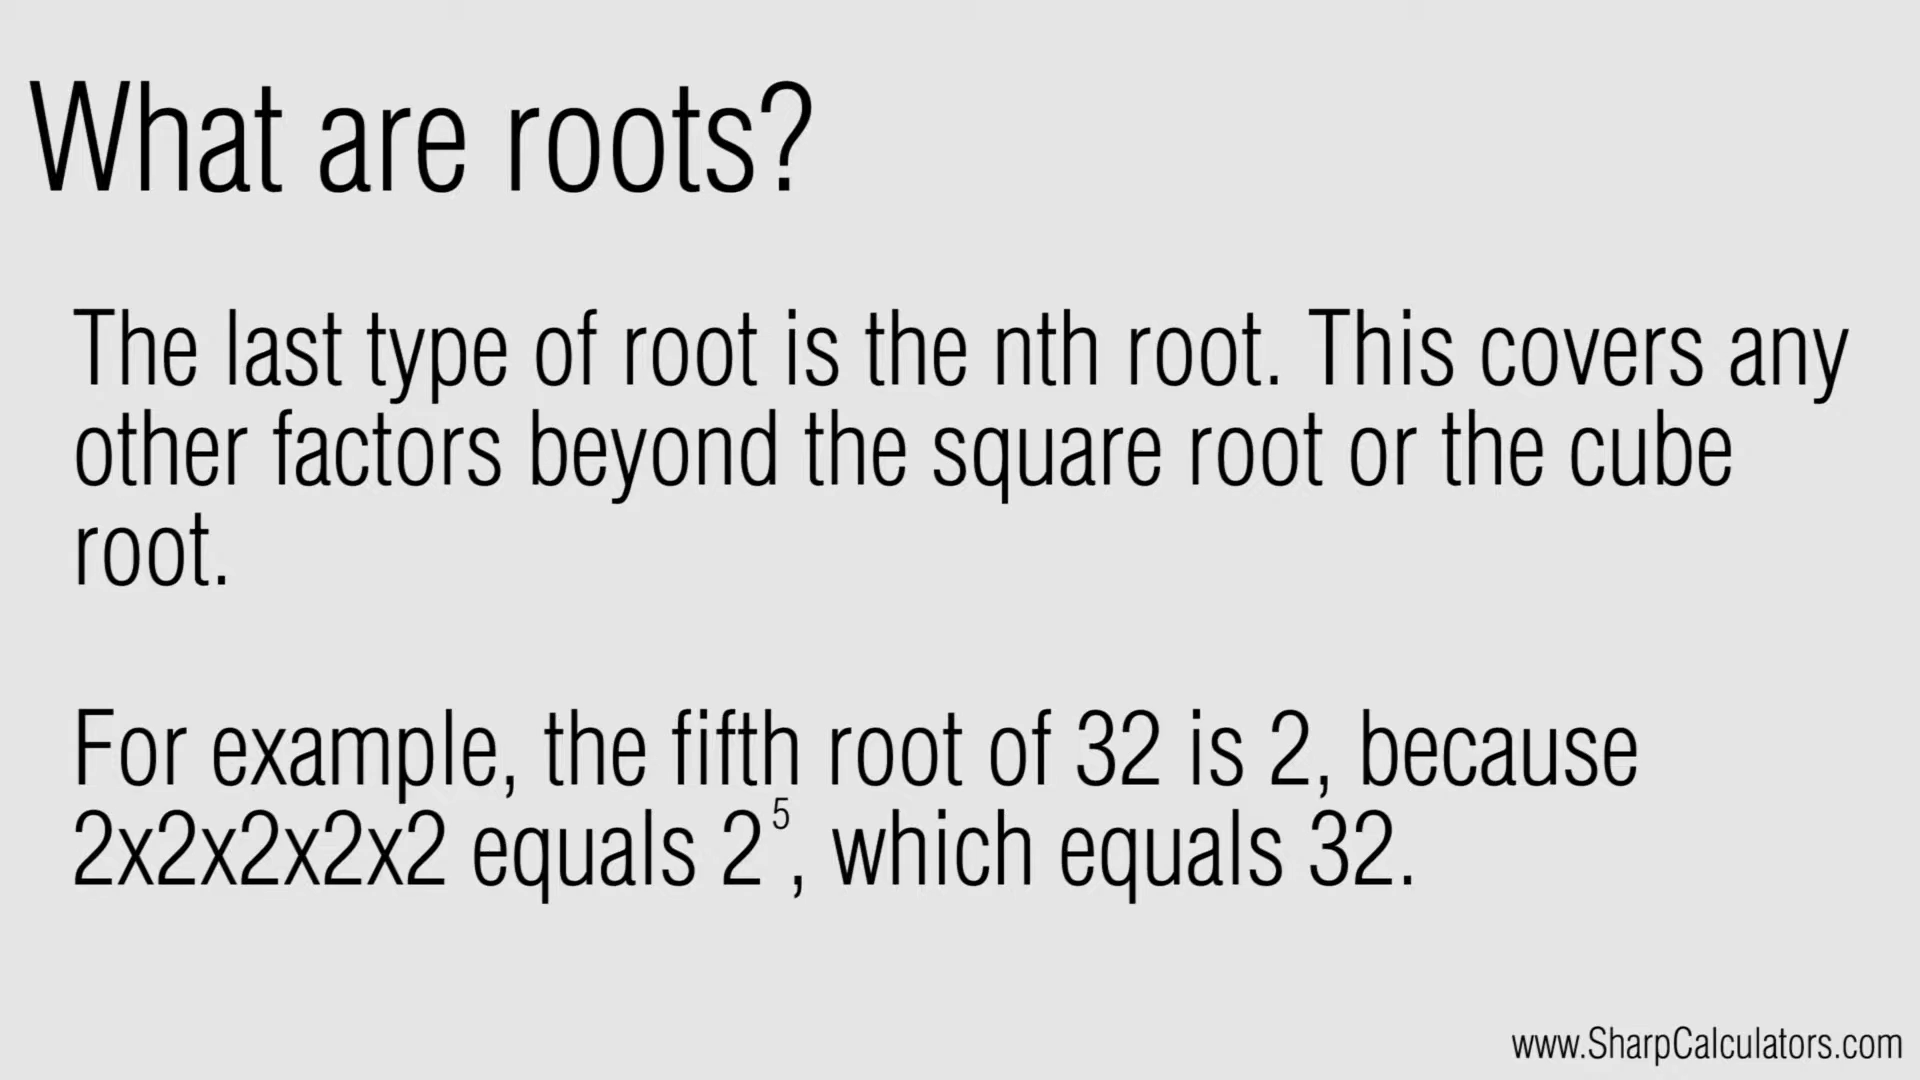 What are roots?
The last type of root is the nth root. This covers any
other factors beyond the square root or the cube
root.
For example, the fifth root of 32 is 2, because
2x2x2x2x2 equals 2⁵, which equals 32.
www.SharpCalculators.com